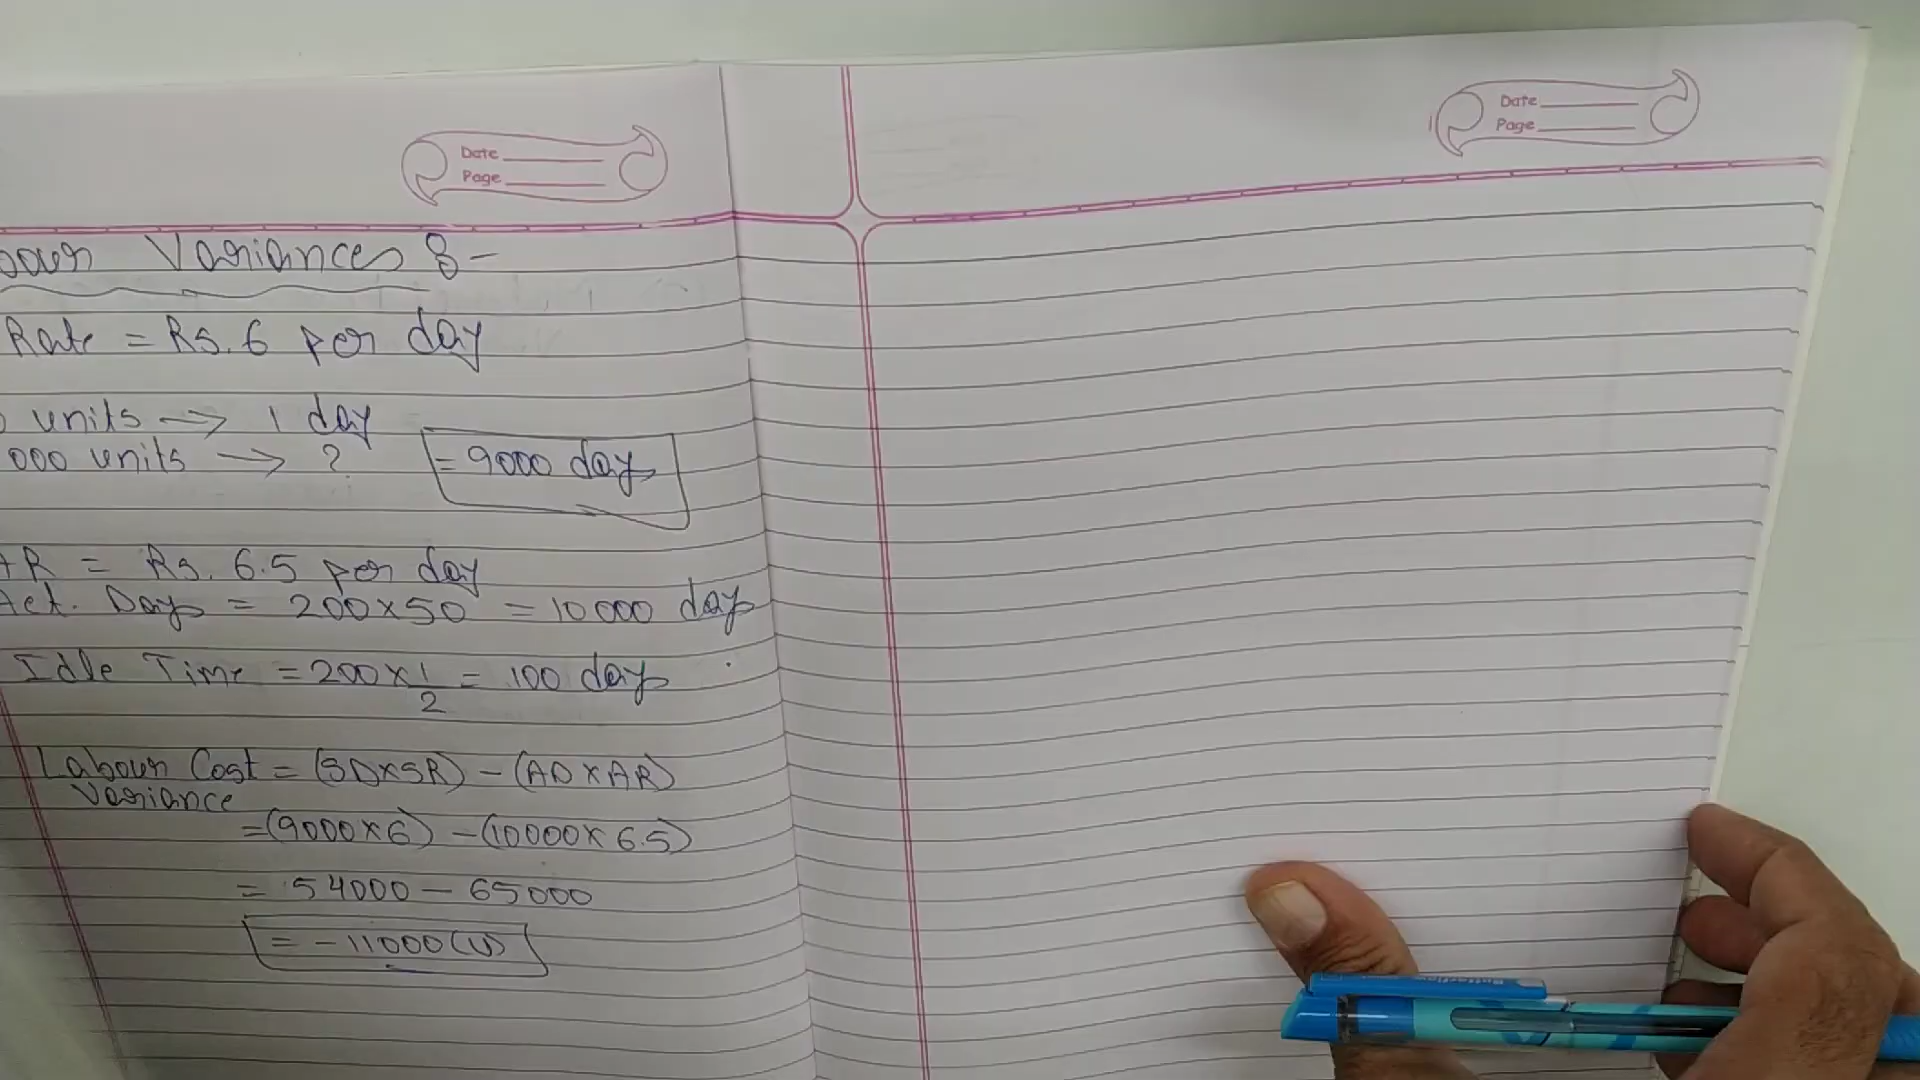 Date
Page
Date
Page
Variances :-
Rate = Rs. 6 per day
units → 1 day
000 units → ?
= 9000 days
R = Rs. 6.5 per day
Act. Days = 200×50 = 10000 days
Idle Time = 200×1/2 = 100 days
Labour Cost = (SD×SR) - (AD×AR)
Variance
=(9000×6) - (10000×6.5)
= 54000 - 65000
= -11000(U)